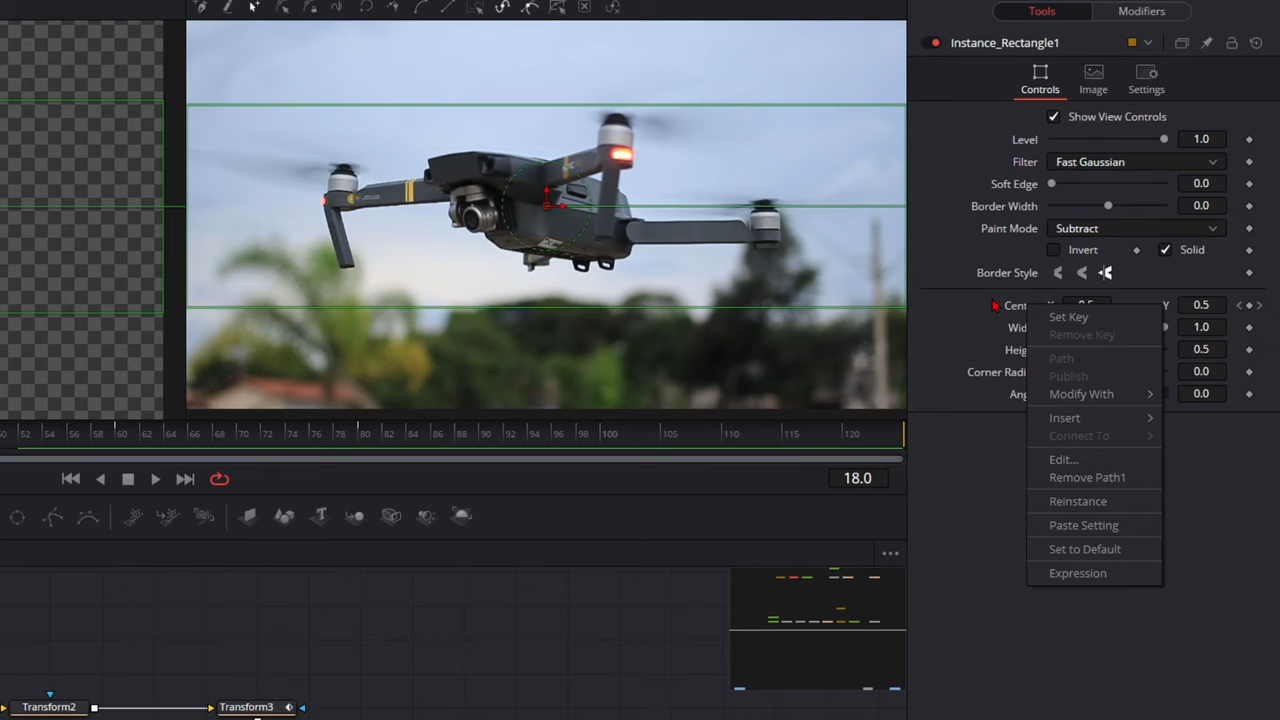 Tools Modifiers
Instance_Rectangle1
Controls Image Settings
Show View Controls
Level 1.0
Filter Fast Gaussian
Soft Edge 0.0
Border Width 0.0
Paint Mode Subtract
Invert Solid
Border Style
Y 0.5
1.0
0.5
Corner 0.0
0.0
Set Key
Remove Key
Path
Publish
Modify With
Insert
Connect To
Edit...
Remove Path1
Reinstance
Paste Setting
Set to Default
Expression
52 54 56 58 60 62 64 66 68 70 72 74 76 78 80 82 84 86 88 90 92 94 96 98 100 105 110 115 120
18.0
Transform2 Transform3